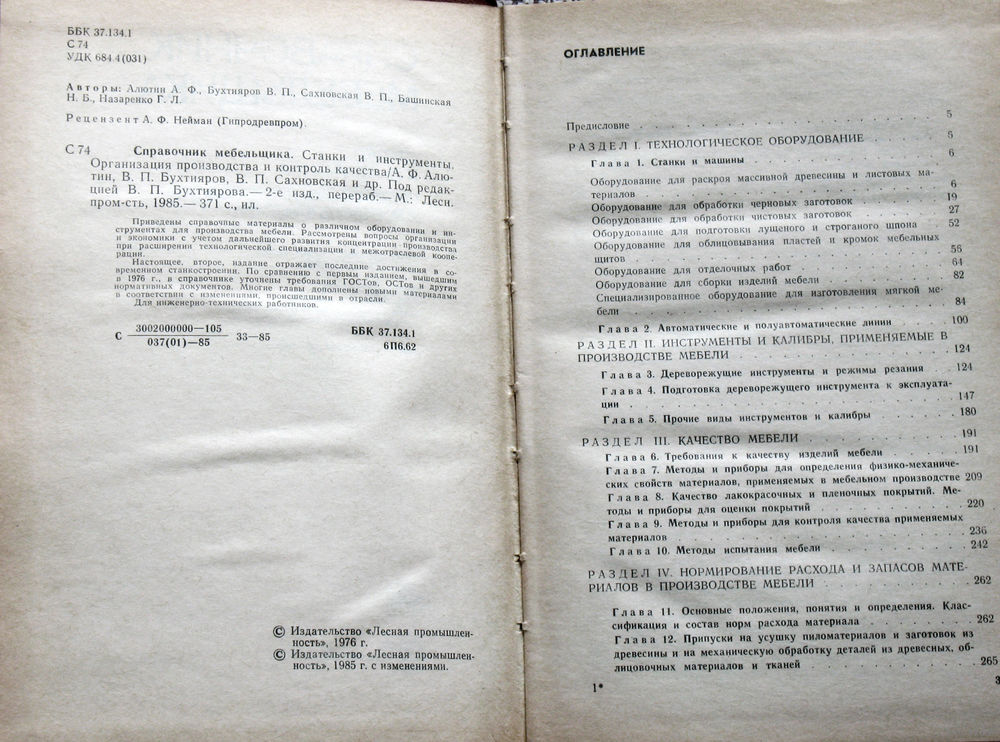 ББК 37.134.1
С 74
УДК 684.4(031)
Авторы: Алютин А. Ф., Бухтияров В. П., Сахновская В. П., Башинская
Н. Б., Назаренко Г. Л.
Рецензент А. Ф. Нейман (Гипродревпром).
С 74 Справочник мебельщика. Станки и инструменты.
Организация производства и контроль качества/А. Ф. Алю-
тин, В. П. Бухтияров, В. П. Сахновская и др. Под редак-
цией В. П. Бухтиярова.— 2-е изд., перераб.— М.: Лесн.
пром-сть, 1985.— 371 с., ил.
Приведены справочные материалы о различном оборудовании и ин-
струментах для производства мебели. Рассмотрены вопросы организации
и экономики с учетом дальнейшего развития концентрации производства
при расширении технологической специализации и межотраслевой коопе-
рации.
Настоящее, второе, издание отражает последние достижения в со-
временном станкостроении. По сравнению с первым изданием, вышедшим
в 1976 г., в справочнике уточнены требования ГОСТов, ОСТов и других
нормативных документов. Многие главы дополнены новыми материалами
в соответствии с изменениями, происшедшими в отрасли.
Для инженерно-технических работников.
С 3002000000—105
037(01)—85 33—85
ББК 37.134.1
6П6.62
© Издательство «Лесная промышлен-
ность», 1976 г.
© Издательство «Лесная промышлен-
ность», 1985 г. с изменениями.
ОГЛАВЛЕНИЕ
Предисловие . . . . . . . . . . 5
РАЗДЕЛ I. ТЕХНОЛОГИЧЕСКОЕ ОБОРУДОВАНИЕ 6
Глава 1. Станки и машины . . . . . . 6
Оборудование для раскроя массивной древесины и листовых ма-
териалов . . . . . . 6
Оборудование для обработки черновых заготовок . . . 19
Оборудование для обработки чистовых заготовок . . . 27
Оборудование для подготовки лущеного и строганого шпона . 52
Оборудование для облицовывания пластей и кромок мебельных
щитов . . . . . . 56
Оборудование для отделочных работ . . . . 64
Оборудование для сборки изделий мебели . . . . 82
Специализированное оборудование для изготовления мягкой ме-
бели . . . . . . 84
Глава 2. Автоматические и полуавтоматические линии . . . 100
РАЗДЕЛ II. ИНСТРУМЕНТЫ И КАЛИБРЫ, ПРИМЕНЯЕМЫЕ В
ПРОИЗВОДСТВЕ МЕБЕЛИ . . . . . . 124
Глава 3. Дереворежущие инструменты и режимы резания . . 124
Глава 4. Подготовка дереворежущего инструмента к эксплуата-
ции . . . . . . 147
Глава 5. Прочие виды инструментов и калибры . . . . 180
РАЗДЕЛ III. КАЧЕСТВО МЕБЕЛИ . . . . . . 191
Глава 6. Требования к качеству изделий мебели . . . . 191
Глава 7. Методы и приборы для определения физико-механиче-
ских свойств материалов, применяемых в мебельном производстве 209
Глава 8. Качество лакокрасочных и пленочных покрытий. Ме-
тоды и приборы для оценки покрытий . . . . . 220
Глава 9. Методы и приборы для контроля качества применяемых
материалов . . . . . . 236
Глава 10. Методы испытания мебели . . . . . 242
РАЗДЕЛ IV. НОРМИРОВАНИЕ РАСХОДА И ЗАПАСОВ МАТЕ-
РИАЛОВ В ПРОИЗВОДСТВЕ МЕБЕЛИ . . . . . 262
Глава 11. Основные положения, понятия и определения. Клас-
сификация и состав норм расхода материала . . . . 262
Глава 12. Припуски на усушку пиломатериалов и заготовок из
древесины и на механическую обработку деталей из древесных, об-
лицовочных материалов и тканей . . . . . 265
1* 3